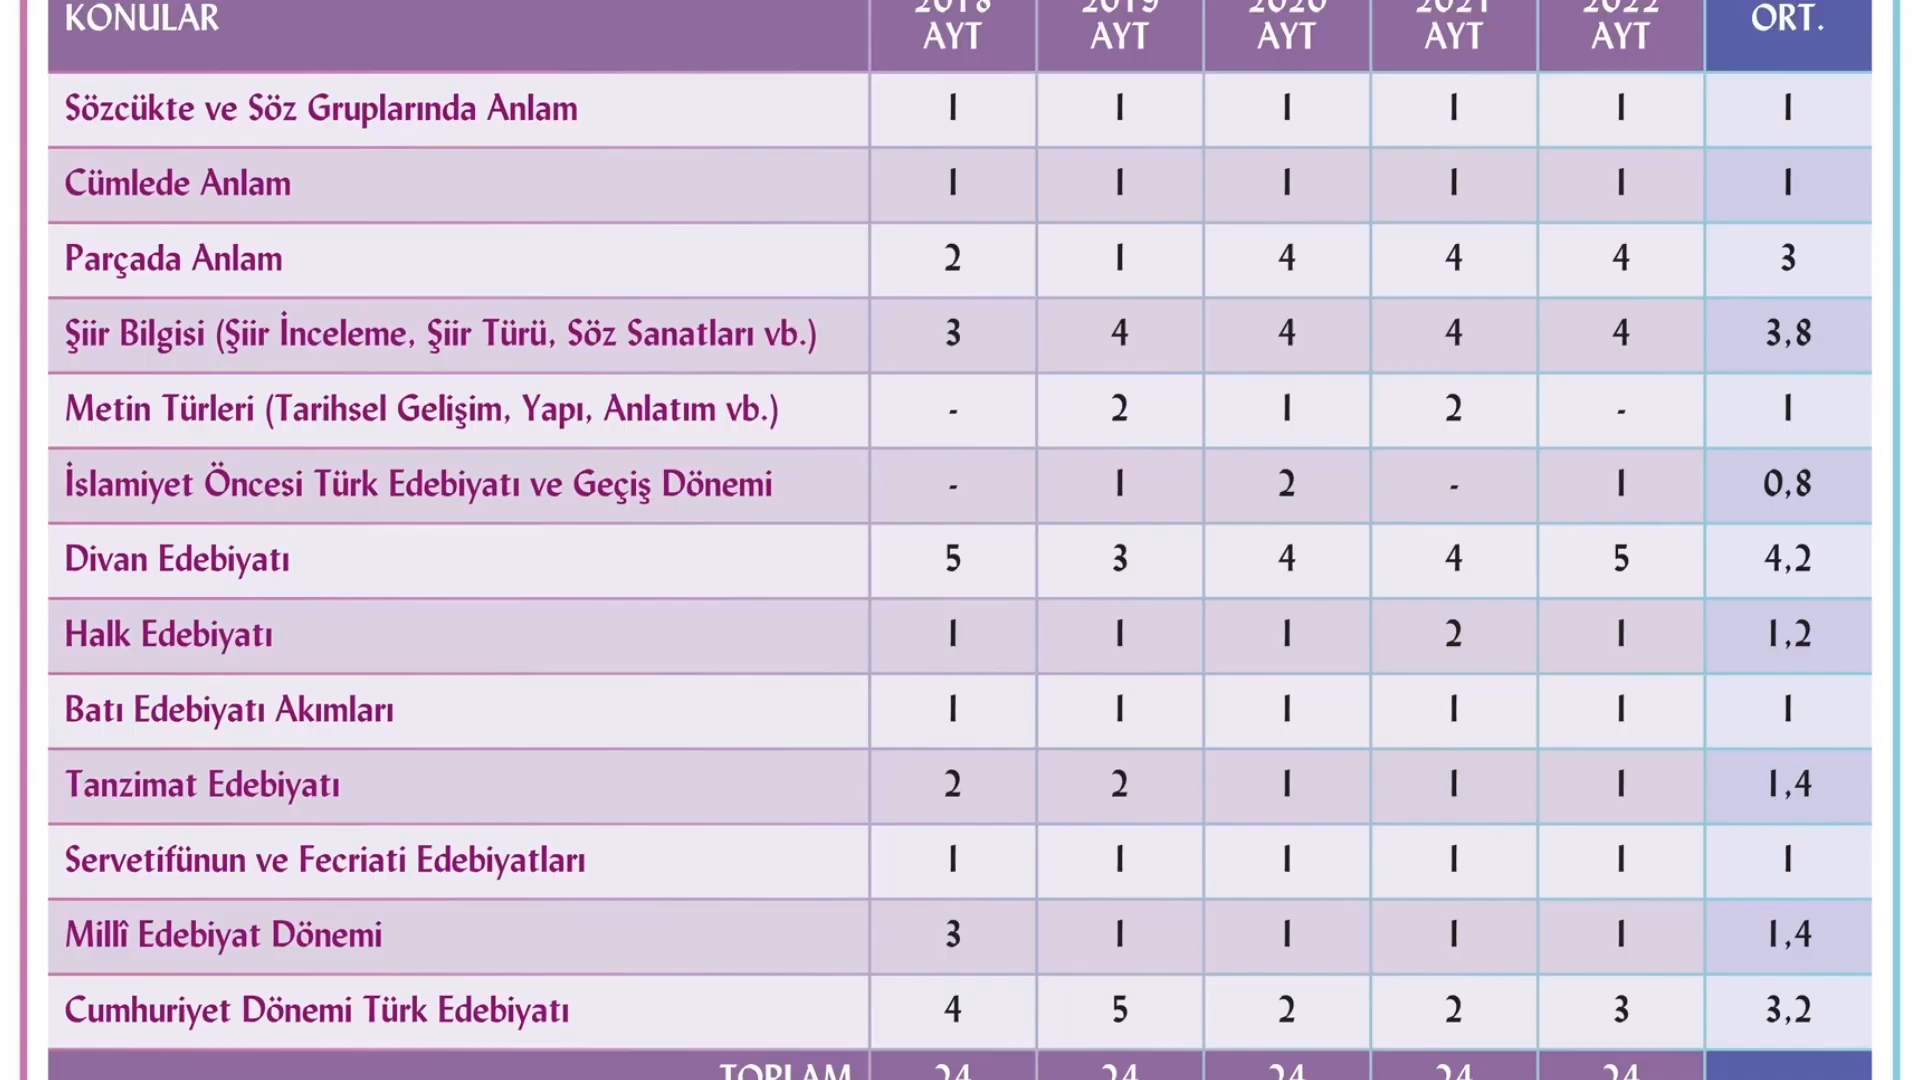 KONULAR 2018 AYT 2019 AYT 2020 AYT 2021 AYT 2022 AYT ORT.
Sözcükte ve Söz Gruplarında Anlam 1 1 1 1 1 1
Cümlede Anlam 1 1 1 1 1 1
Parçada Anlam 2 1 4 4 4 3
Şiir Bilgisi (Şiir İnceleme, Şiir Türü, Söz Sanatları vb.) 3 4 4 4 4 3,8
Metin Türleri (Tarihsel Gelişim, Yapı, Anlatım vb.) - 2 1 2 - 1
İslamiyet Öncesi Türk Edebiyatı ve Geçiş Dönemi - 1 2 - 1 0,8
Divan Edebiyatı 5 3 4 4 5 4,2
Halk Edebiyatı 1 1 1 2 1 1,2
Batı Edebiyatı Akımları 1 1 1 1 1 1
Tanzimat Edebiyatı 2 2 1 1 1 1,4
Servetifünun ve Fecriati Edebiyatları 1 1 1 1 1 1
Millî Edebiyat Dönemi 3 1 1 1 1 1,4
Cumhuriyet Dönemi Türk Edebiyatı 4 5 2 2 3 3,2
TOPLAM 24 24 24 24 24